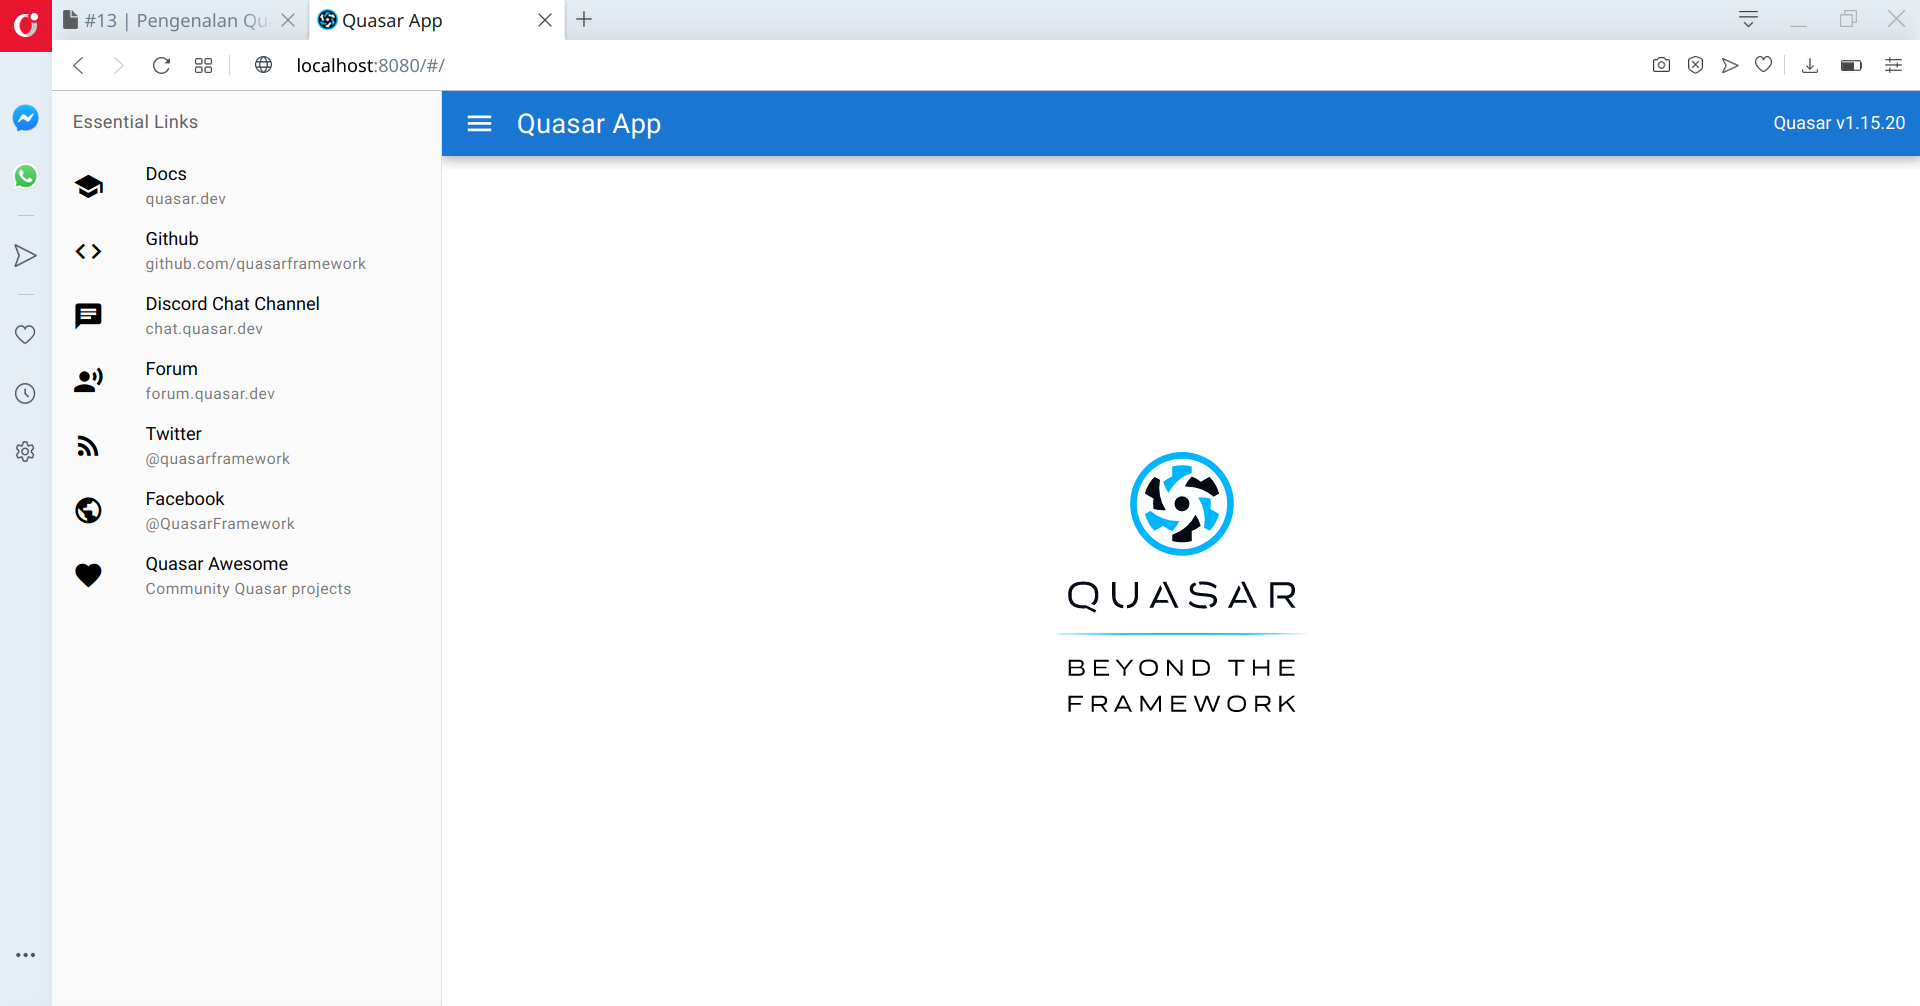 #13 | Pengenalan Qu
Quasar App
localhost:8080/#/
Essential Links
Docs
quasar.dev
Github
github.com/quasarframework
Discord Chat Channel
chat.quasar.dev
Forum
forum.quasar.dev
Twitter
@quasarframework
Facebook
@QuasarFramework
Quasar Awesome
Community Quasar projects
Quasar App
Quasar v1.15.20
QUASAR
BEYOND THE
FRAMEWORK